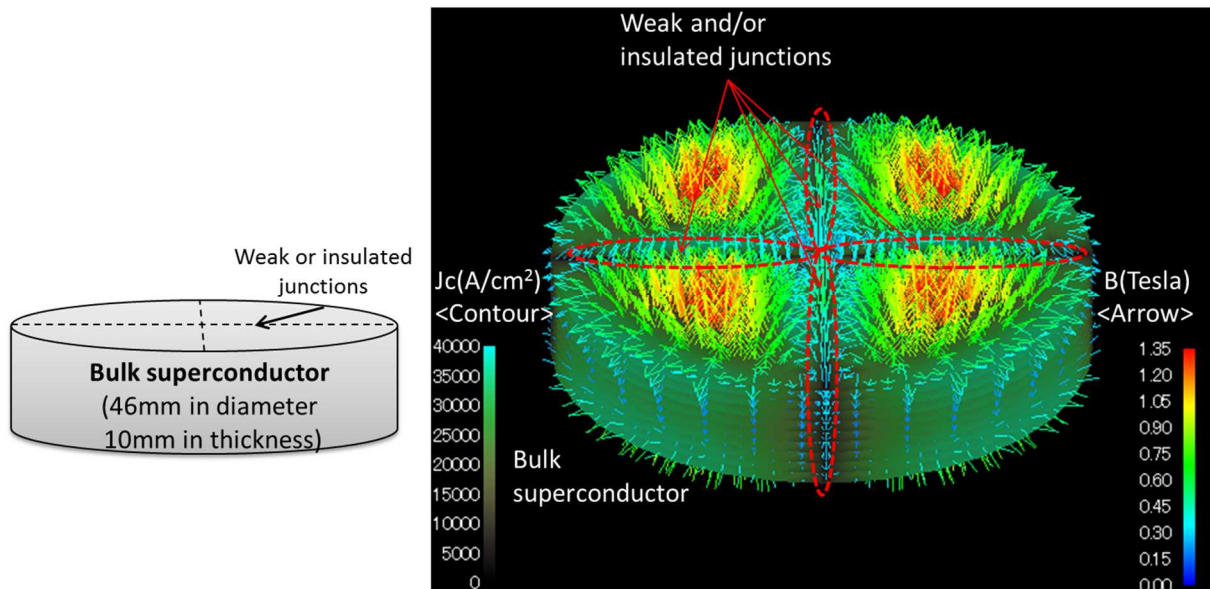 Weak or insulated
junctions
Bulk superconductor
(46mm in diameter
10mm in thickness)
Weak and/or
insulated junctions
Jc(A/cm²)
<Contour>
40000
35000
30000
25000
20000
15000
10000
5000
0
Bulk
superconductor
B(Tesla)
<Arrow>
1.35
1.20
1.05
0.90
0.75
0.60
0.45
0.30
0.15
0.00